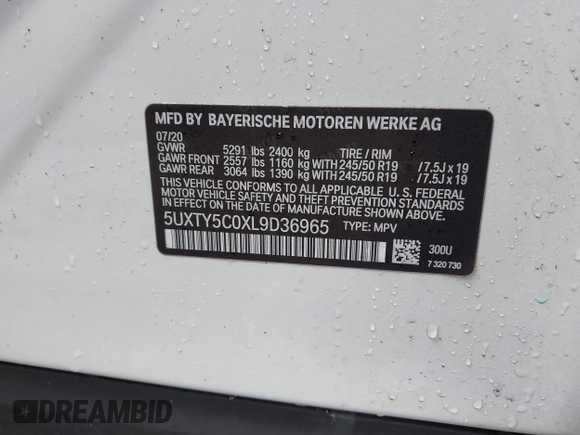 MFD BY BAYERISCHE MOTOREN WERKE AG
07/20
GVWR 5291 lbs 2400 kg TIRE / RIM
GAWR FRONT 2557 lbs 1160 kg WITH 245/50 R19 /7.5J x 19
GAWR REAR 3064 lbs 1390 kg WITH 245/50 R19 /7.5J x 19
THIS VEHICLE CONFORMS TO ALL APPLICABLE U. S. FEDERAL
MOTOR VEHICLE SAFETY AND THEFT PREVENTION STANDARDS
IN EFFECT ON THE DATE OF MANUFACTURE SHOWN ABOVE.
5UXTY5C0XL9D36965 TYPE: MPV
300U
7 320 730
DREAMBID